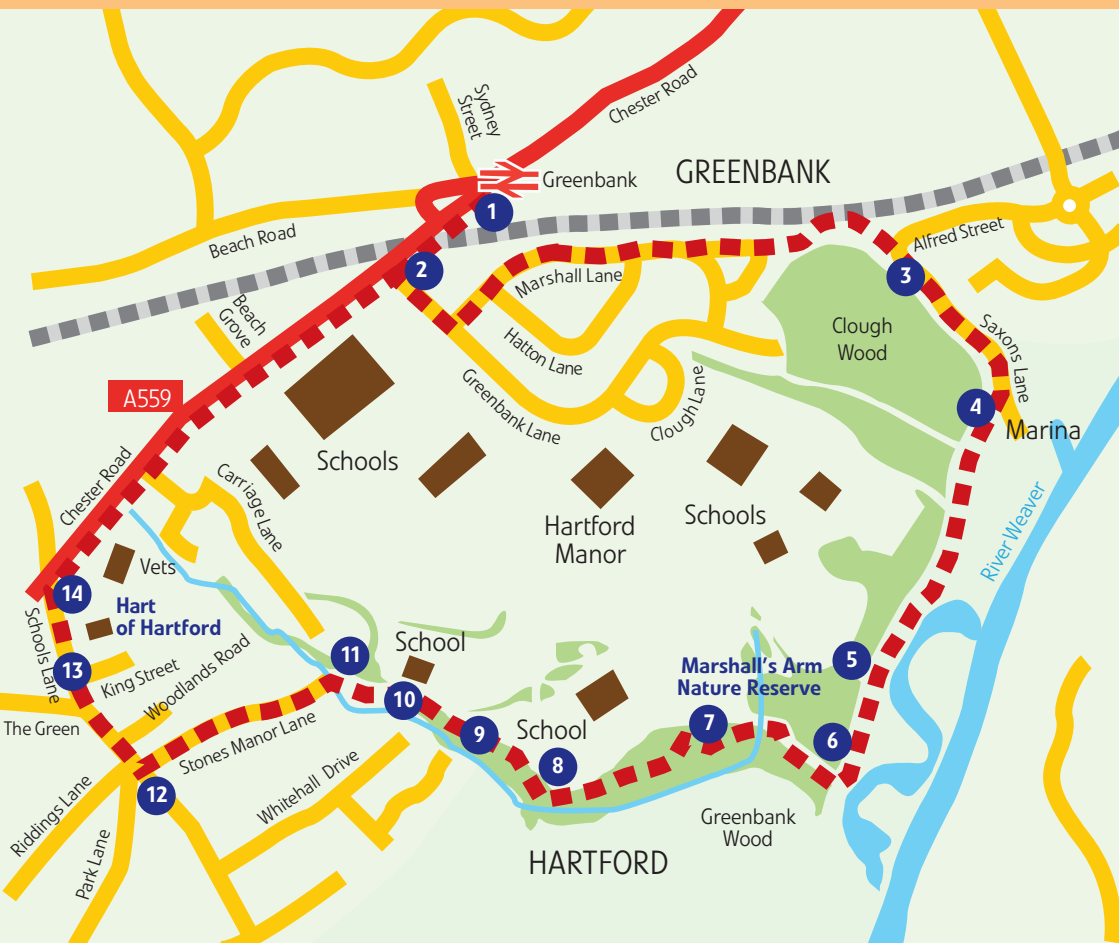 Sydney
Street
Chester Road
Greenbank
GREENBANK
1
Beach Road
Alfred Street
2
Marshall Lane
3
Beach
Grove
Clough
Wood
Saxons Lane
Hatton Lane
A559
Greenbank Lane
Clough Lane
4
Marina
Schools
Chester Road
Carriage Lane
Schools
Hartford
Manor
River Weaver
Vets
14
Hart
of Hartford
Schools Lane
School
11
Marshall's Arm
Nature Reserve
5
13
King Street
Woodlands Road
10
The Green
Stones Manor Lane
9
School
7
6
8
12
Whitehall Drive
Riddings Lane
Park Lane
Greenbank
Wood
HARTFORD